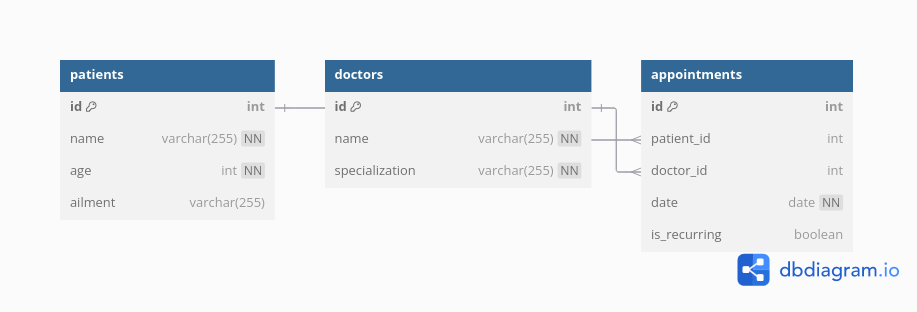 patients
id int
name varchar(255) NN
age int NN
ailment varchar(255)
doctors
id int
name varchar(255) NN
specialization varchar(255) NN
appointments
id int
patient_id int
doctor_id int
date date NN
is_recurring boolean
dbdiagram.io